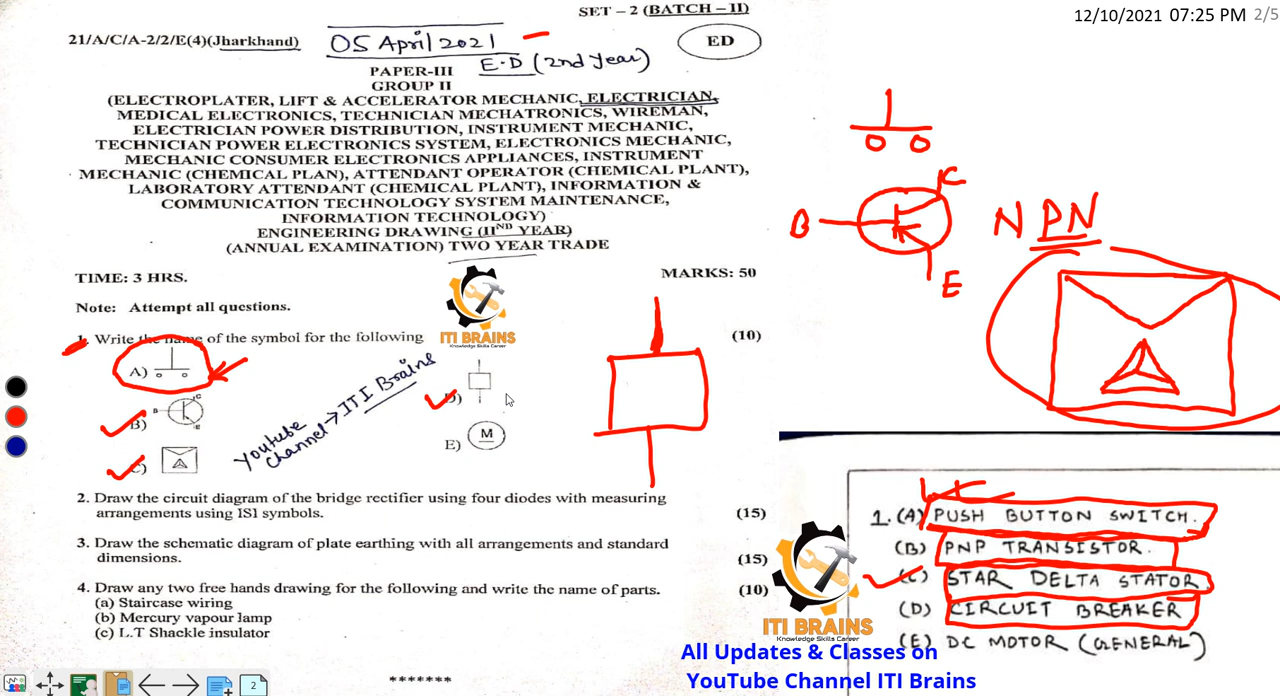 SET – 2 (BATCH – II)
12/10/2021 07:25 PM 2/5
21/A/C/A-2/2/E(4)(Jharkhand)
05 April 2021
ED
E.D (2nd Year)
PAPER-III
GROUP II
(ELECTROPLATER, LIFT & ACCELERATOR MECHANIC, ELECTRICIAN,
MEDICAL ELECTRONICS, TECHNICIAN MECHATRONICS, WIREMAN,
ELECTRICIAN POWER DISTRIBUTION, INSTRUMENT MECHANIC,
TECHNICIAN POWER ELECTRONICS SYSTEM, ELECTRONICS MECHANIC,
MECHANIC CONSUMER ELECTRONICS APPLIANCES, INSTRUMENT
MECHANIC (CHEMICAL PLAN), ATTENDANT OPERATOR (CHEMICAL PLANT),
LABORATORY ATTENDANT (CHEMICAL PLANT), INFORMATION &
COMMUNICATION TECHNOLOGY SYSTEM MAINTENANCE,
INFORMATION TECHNOLOGY)
ENGINEERING DRAWING (IIND YEAR)
(ANNUAL EXAMINATION) TWO YEAR TRADE
TIME: 3 HRS.
MARKS: 50
Note: Attempt all questions.
1. Write the name of the symbol for the following
(10)
A)
B)
B
C
E
C)
D)
E) M
ITI BRAINS
Knowledge Skills Career
Youtube
Channel → ITI Brains
2. Draw the circuit diagram of the bridge rectifier using four diodes with measuring
arrangements using ISI symbols.
(15)
3. Draw the schematic diagram of plate earthing with all arrangements and standard
dimensions.
(15)
4. Draw any two free hands drawing for the following and write the name of parts.
(10)
(a) Staircase wiring
(b) Mercury vapour lamp
(c) L.T Shackle insulator
*******
C
B
E
N PN
1. (A) PUSH BUTTON SWITCH.
(B) PNP TRANSISTOR.
(C) STAR DELTA STATOR
(D) CIRCUIT BREAKER
(E) DC MOTOR (GENERAL)
ITI BRAINS
Knowledge Skills Career
All Updates & Classes on
YouTube Channel ITI Brains
2